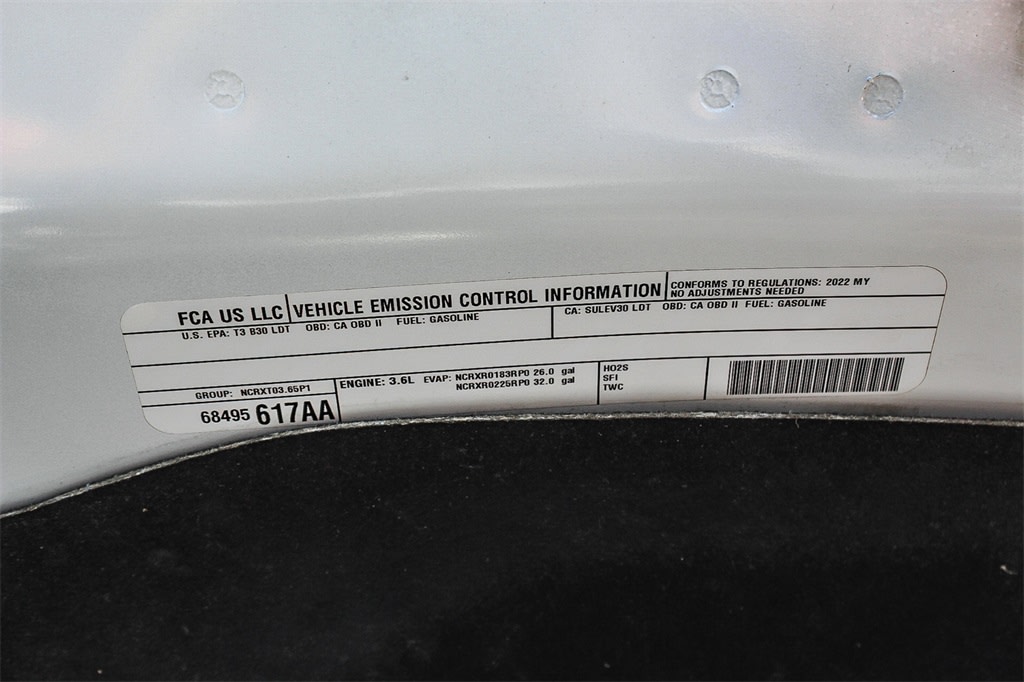 FCA US LLC VEHICLE EMISSION CONTROL INFORMATION
CONFORMS TO REGULATIONS: 2022 MY
NO ADJUSTMENTS NEEDED
U.S. EPA: T3 B30 LDT OBD: CA OBD II FUEL: GASOLINE
CA: SULEV30 LDT OBD: CA OBD II FUEL: GASOLINE
GROUP: NCRXT03.65P1
68495 617AA
ENGINE: 3.6L EVAP: NCRXR0183RP0 26.0 gal
NCRXR0225RP0 32.0 gal
HO2S
SFI
TWC